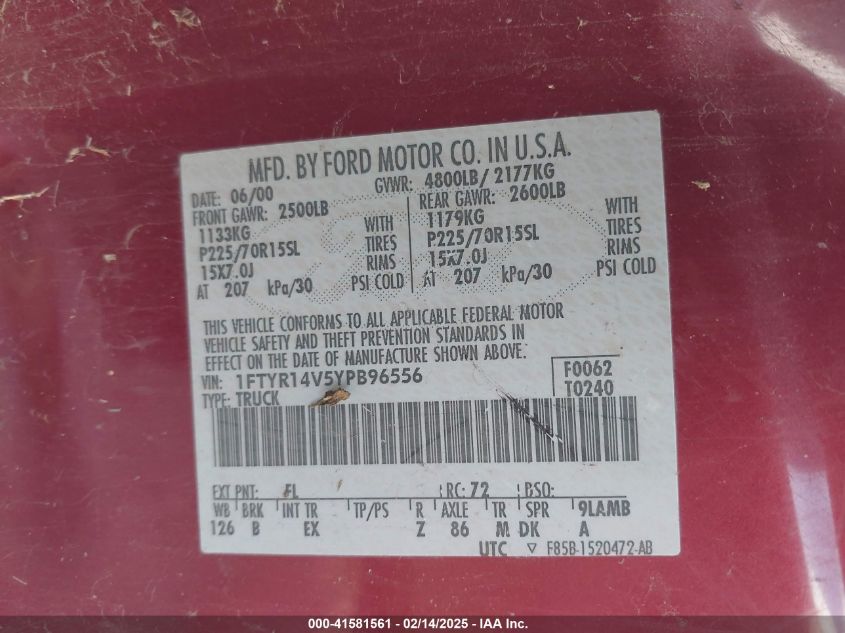 MFD. BY FORD MOTOR CO. IN U.S.A.
DATE: 06/00 GVWR: 4800LB/ 2177KG
FRONT GAWR: 2500LB REAR GAWR: 2600LB
1133KG WITH 1179KG WITH
P225/70R15SL TIRES P225/70R15SL TIRES
15X7.0J RIMS 15X7.0J RIMS
AT 207 kPa/30 PSI COLD AT 207 kPa/30 PSI COLD
THIS VEHICLE CONFORMS TO ALL APPLICABLE FEDERAL MOTOR
VEHICLE SAFETY AND THEFT PREVENTION STANDARDS IN
EFFECT ON THE DATE OF MANUFACTURE SHOWN ABOVE.
VIN: 1FTYR14V5YPB96556 F0062
TYPE: TRUCK T0240
EXT PNT: FL RC: 72 DSO:
WB BRK INT TR TP/PS R AXLE TR SPR 9LAMB
126 B EX Z 86 M DK A
UTC ▽ F85B-1520472-AB
000-41581561 - 02/14/2025 - IAA Inc.